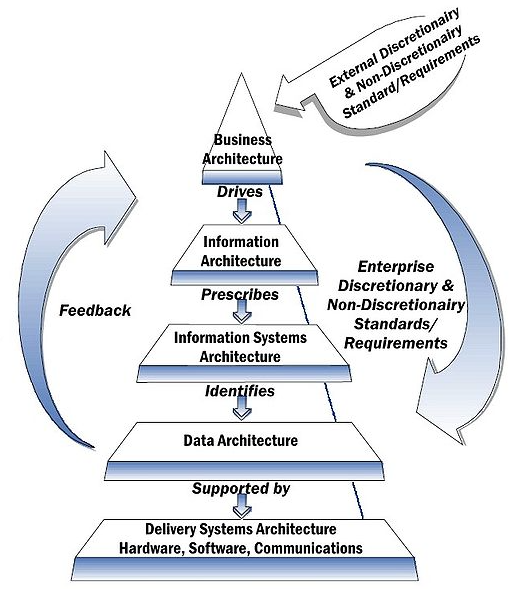 External Discretionairy
& Non-Discretionairy
Standard/Requirements
Business
Architecture
Drives
Information
Architecture
Prescribes
Information Systems
Architecture
Identifies
Data Architecture
Supported by
Delivery Systems Architecture
Hardware, Software, Communications
Feedback
Enterprise
Discretionary &
Non-Discretionairy
Standards/
Requirements